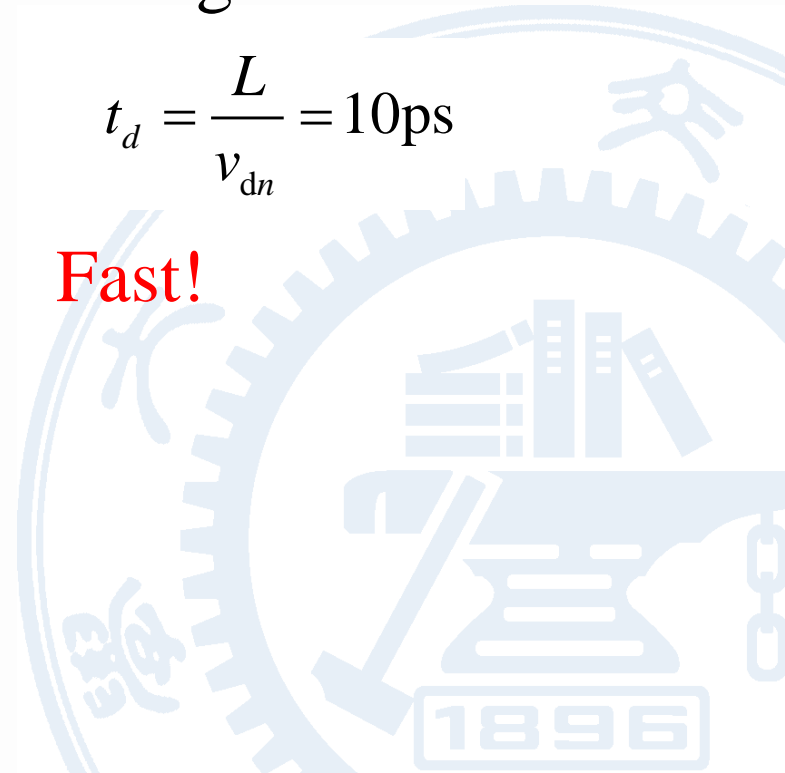 t_d = L / v_dn = 10ps
Fast!
1896